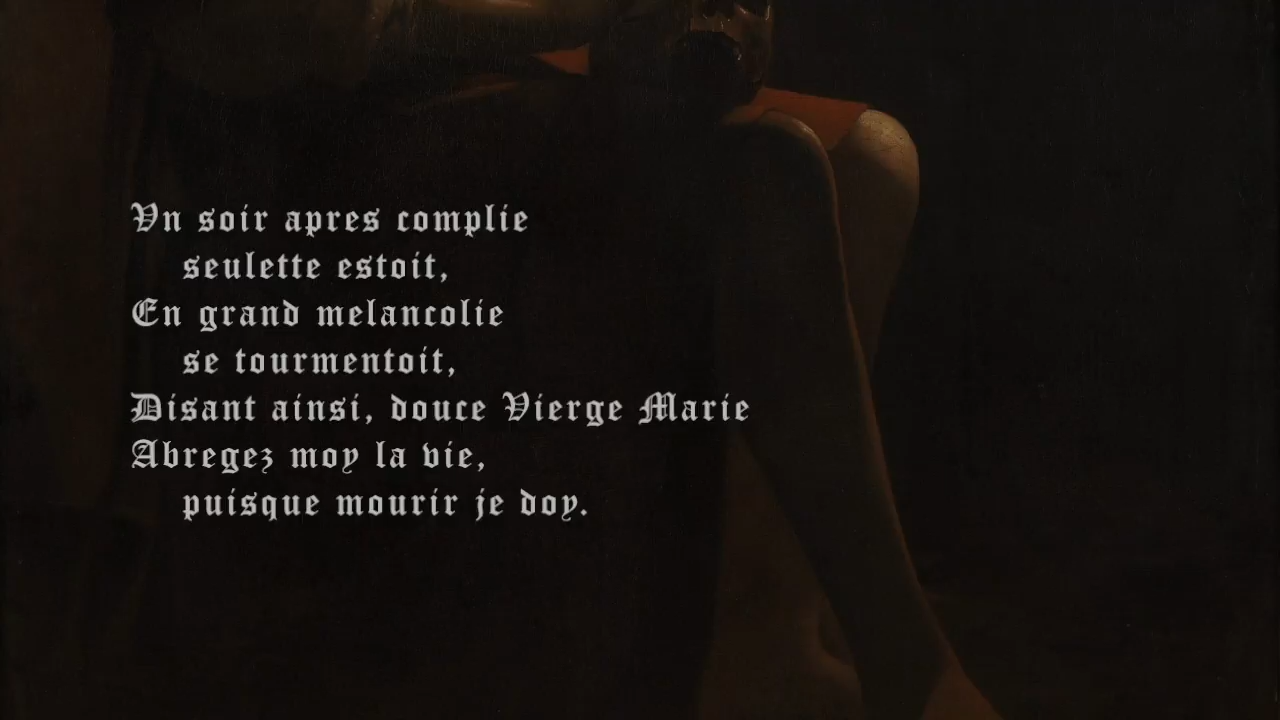 Vn soir apres complie
seulette estoit,
En grand melancolie
se tourmentoit,
Disant ainsi, douce Vierge Marie
Abregez moy la vie,
puisque mourir je doy.